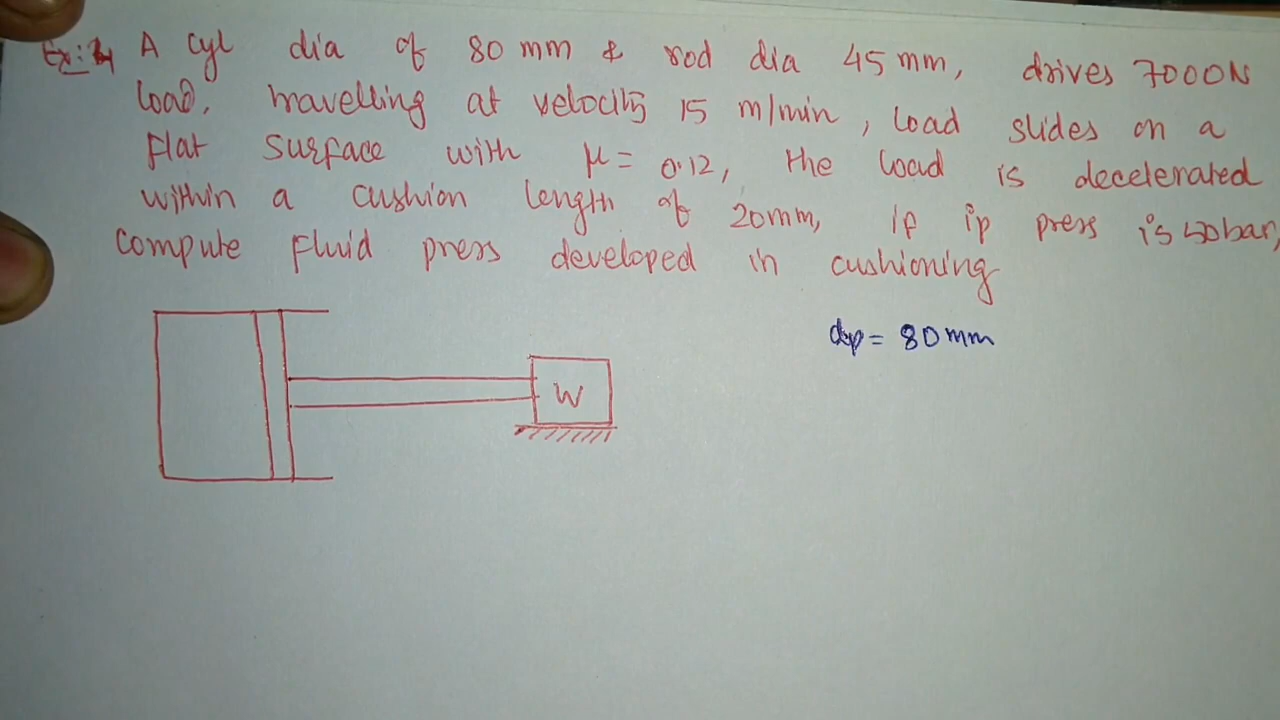 Ex:4 A cyl dia of 80 mm & rod dia 45 mm, drives 7000N
load, travelling at velocity 15 m/min, load slides on a
flat surface with μ = 0.12, the load is decelerated
within a cushion length of 20mm, if ip press is 50bar,
compute fluid press developed in cushioning
dp = 80 mm
W